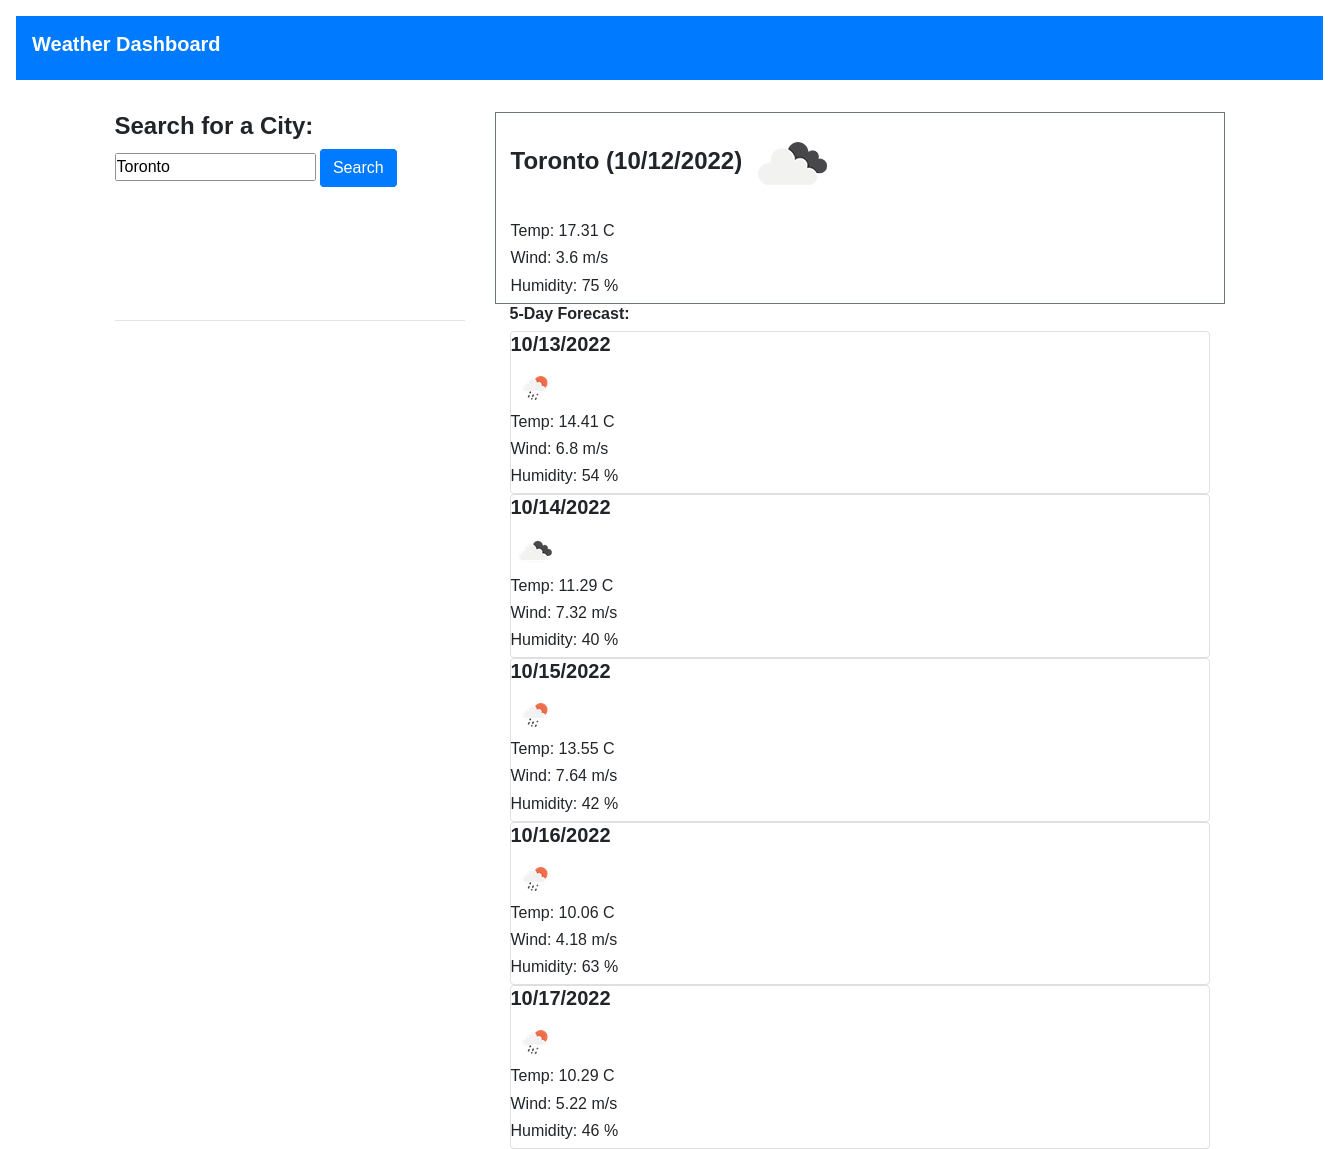 Weather Dashboard
Search for a City:
Toronto
Search
Toronto (10/12/2022)
Temp: 17.31 C
Wind: 3.6 m/s
Humidity: 75 %
5-Day Forecast:
10/13/2022
Temp: 14.41 C
Wind: 6.8 m/s
Humidity: 54 %
10/14/2022
Temp: 11.29 C
Wind: 7.32 m/s
Humidity: 40 %
10/15/2022
Temp: 13.55 C
Wind: 7.64 m/s
Humidity: 42 %
10/16/2022
Temp: 10.06 C
Wind: 4.18 m/s
Humidity: 63 %
10/17/2022
Temp: 10.29 C
Wind: 5.22 m/s
Humidity: 46 %